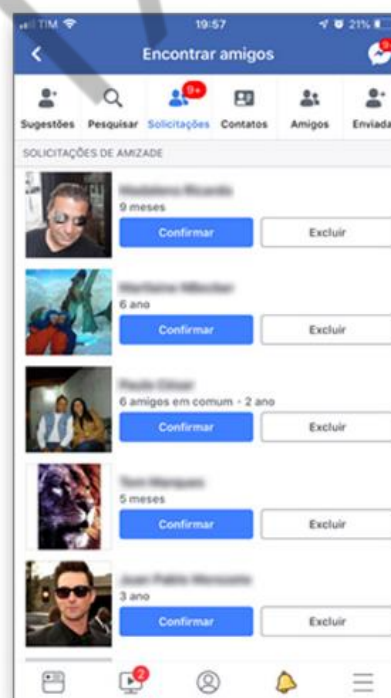 TIM 19:57 21%
Encontrar amigos
9+
9+
Sugestões Pesquisar Solicitações Contatos Amigos Enviada
SOLICITAÇÕES DE AMIZADE
9 meses
Confirmar Excluir
6 ano
Confirmar Excluir
6 amigos em comum · 2 ano
Confirmar Excluir
5 meses
Confirmar Excluir
3 ano
Confirmar Excluir
2